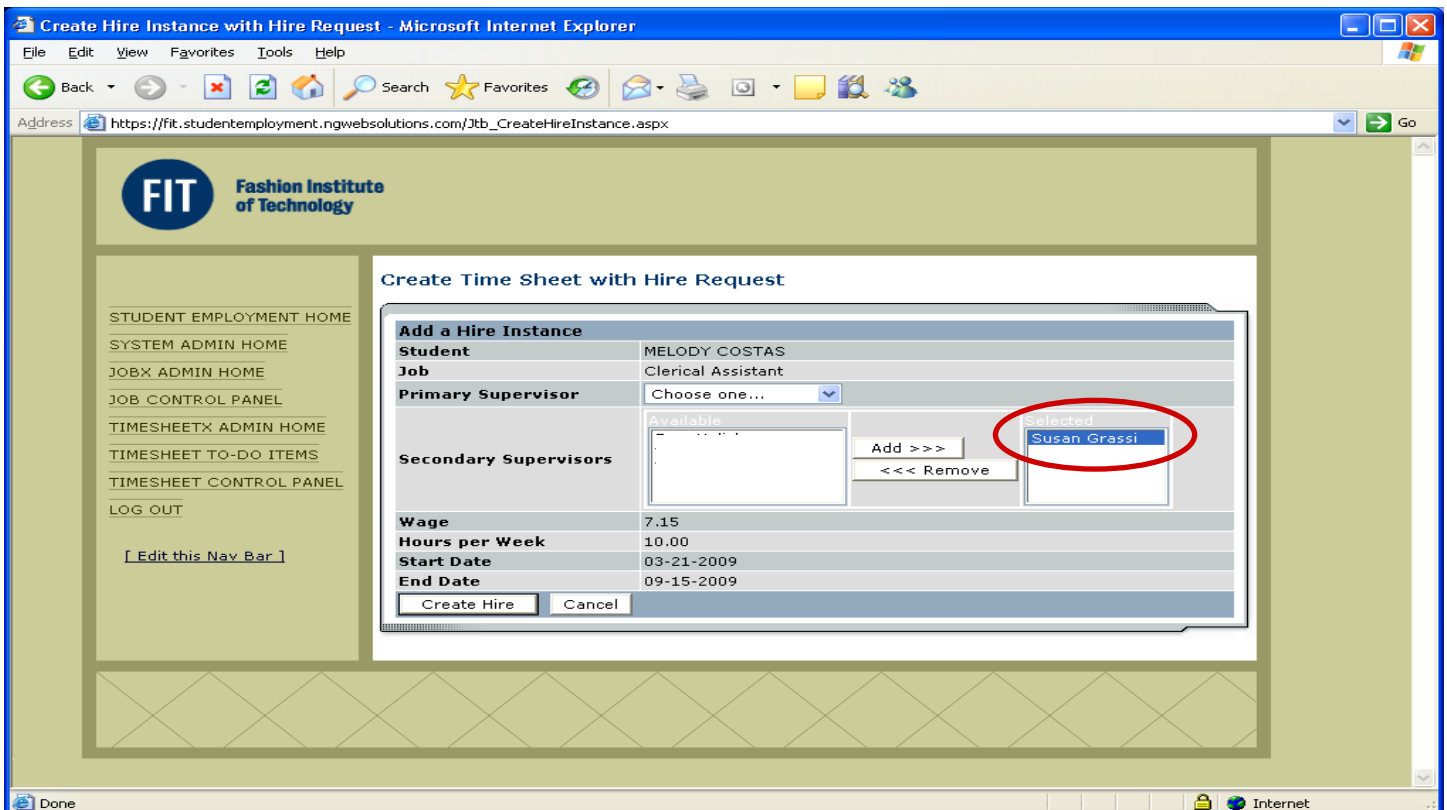 Create Hire Instance with Hire Request - Microsoft Internet Explorer
File Edit View Favorites Tools Help
Back Search Favorites
Address https://fit.studentemployment.ngwebsolutions.com/Jtb_CreateHireInstance.aspx Go
FIT
Fashion Institute
of Technology
STUDENT EMPLOYMENT HOME
SYSTEM ADMIN HOME
JOBX ADMIN HOME
JOB CONTROL PANEL
TIMESHEETX ADMIN HOME
TIMESHEET TO-DO ITEMS
TIMESHEET CONTROL PANEL
LOG OUT
[ Edit this Nav Bar ]
Create Time Sheet with Hire Request
Add a Hire Instance
Student MELODY COSTAS
Job Clerical Assistant
Primary Supervisor Choose one...
Secondary Supervisors
Available
Add >>>
<<< Remove
Selected
Susan Grassi
Wage 7.15
Hours per Week 10.00
Start Date 03-21-2009
End Date 09-15-2009
Create Hire Cancel
Done Internet